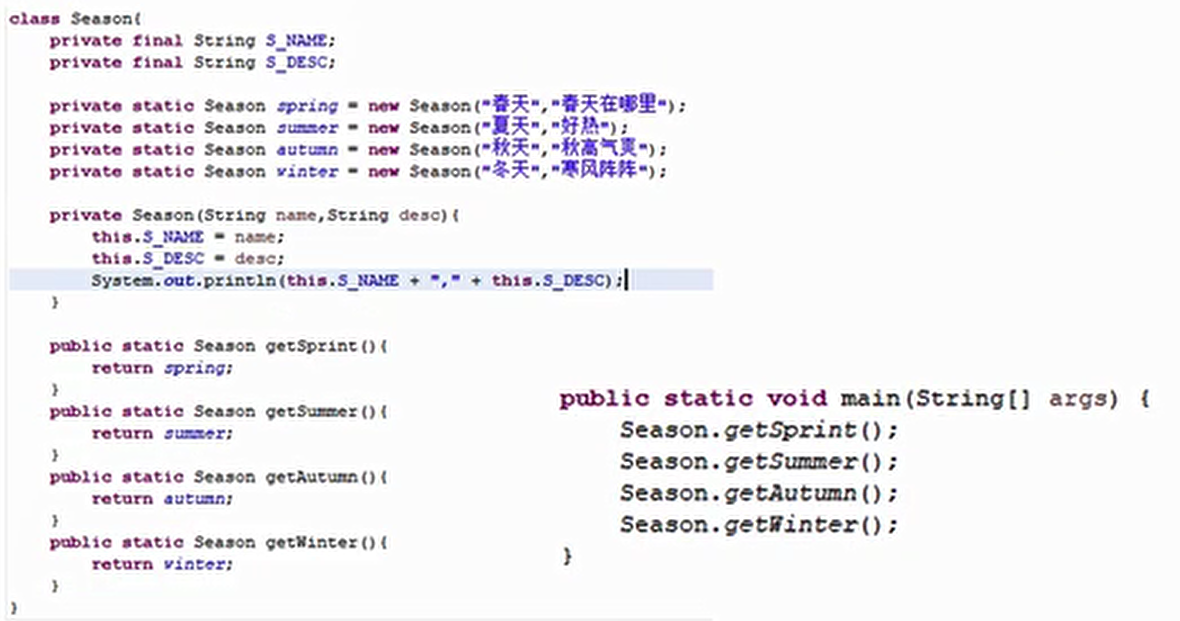 class Season{
private final String S_NAME;
private final String S_DESC;
private static Season spring = new Season("春天","春天在哪里");
private static Season summer = new Season("夏天","好热");
private static Season autumn = new Season("秋天","秋高气爽");
private static Season winter = new Season("冬天","寒风阵阵");
private Season(String name,String desc){
this.S_NAME = name;
this.S_DESC = desc;
System.out.println(this.S_NAME + "," + this.S_DESC);
}
public static Season getSprint(){
return spring;
}
public static Season getSummer(){
return summer;
}
public static Season getAutumn(){
return autumn;
}
public static Season getWinter(){
return winter;
}
}
public static void main(String[] args) {
Season.getSprint();
Season.getSummer();
Season.getAutumn();
Season.getWinter();
}